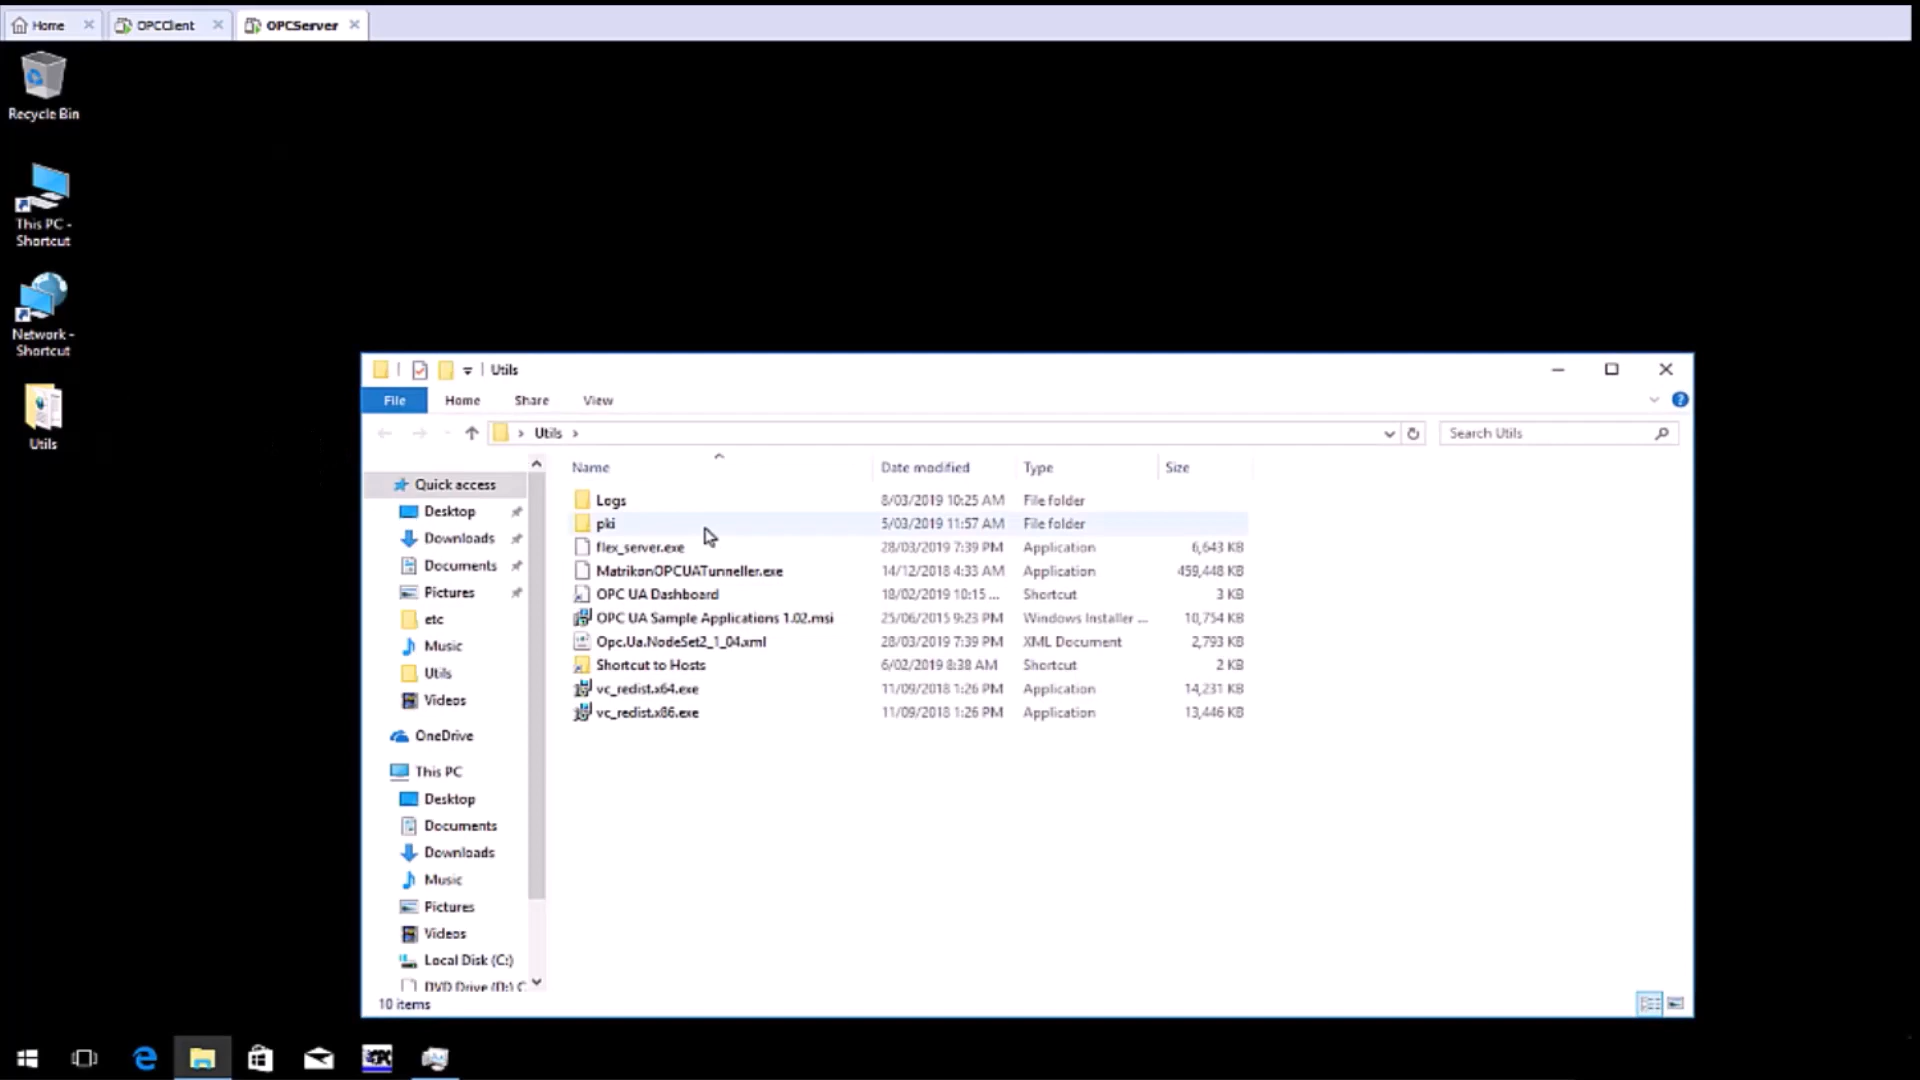 Home
OPCClient
OPCServer
Recycle Bin
This PC -
Shortcut
Network -
Shortcut
Utils
Utils
File
Home
Share
View
Utils
Search Utils
Name
Date modified
Type
Size
Logs 8/03/2019 10:25 AM File folder
pki 5/03/2019 11:57 AM File folder
flex_server.exe 28/03/2019 7:39 PM Application 6,643 KB
MatrikonOPCUATunneller.exe 14/12/2018 4:33 AM Application 459,448 KB
OPC UA Dashboard 18/02/2019 10:15 ... Shortcut 3 KB
OPC UA Sample Applications 1.02.msi 25/06/2015 9:23 PM Windows Installer ... 10,754 KB
Opc.Ua.NodeSet2_1_04.xml 28/03/2019 7:39 PM XML Document 2,793 KB
Shortcut to Hosts 6/02/2019 8:38 AM Shortcut 2 KB
vc_redist.x64.exe 11/09/2018 1:26 PM Application 14,231 KB
vc_redist.x86.exe 11/09/2018 1:26 PM Application 13,446 KB
Quick access
Desktop
Downloads
Documents
Pictures
etc
Music
Utils
Videos
OneDrive
This PC
Desktop
Documents
Downloads
Music
Pictures
Videos
Local Disk (C:)
DVD Drive (D:) C
10 items
OPC